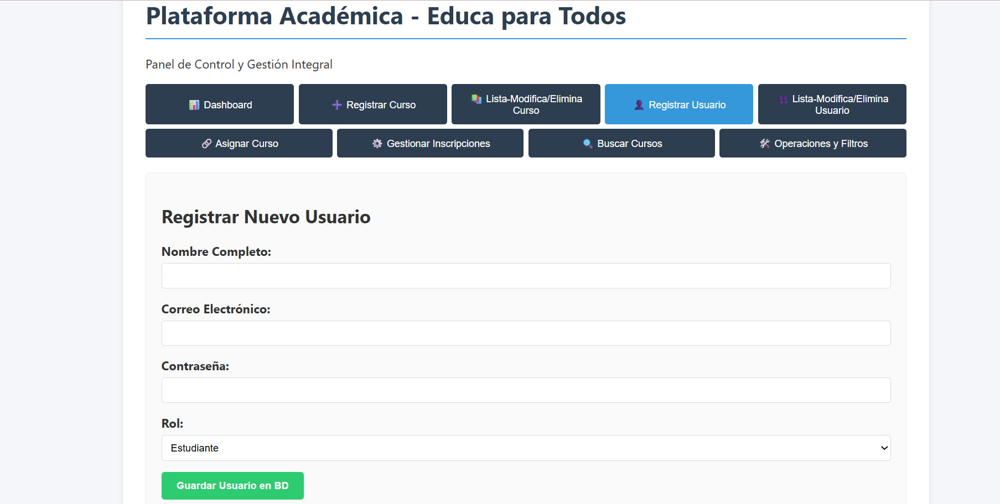 Plataforma Académica - Educa para Todos
Panel de Control y Gestión Integral
Dashboard
Registrar Curso
Lista-Modifica/Elimina
Curso
Registrar Usuario
Lista-Modifica/Elimina
Usuario
Asignar Curso
Gestionar Inscripciones
Buscar Cursos
Operaciones y Filtros
Registrar Nuevo Usuario
Nombre Completo:
Correo Electrónico:
Contraseña:
Rol:
Estudiante
Guardar Usuario en BD